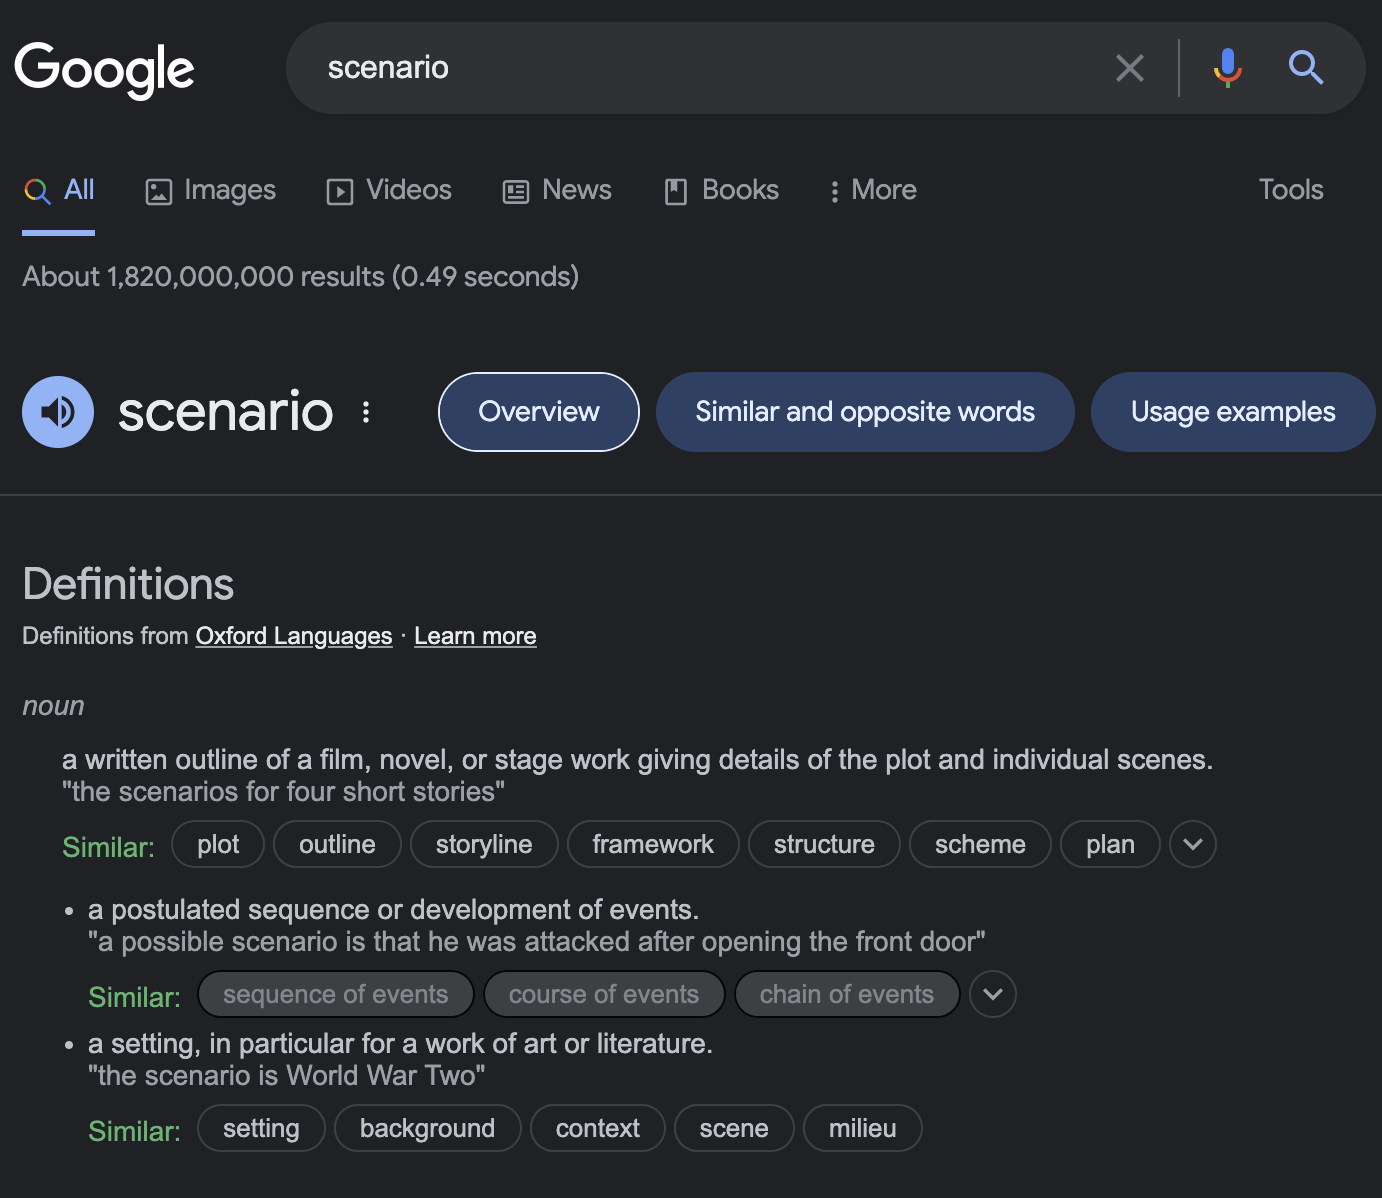 Google
scenario
All Images Videos News Books More Tools
About 1,820,000,000 results (0.49 seconds)
scenario Overview Similar and opposite words Usage examples
Definitions
Definitions from Oxford Languages · Learn more
noun
a written outline of a film, novel, or stage work giving details of the plot and individual scenes.
"the scenarios for four short stories"
Similar: plot outline storyline framework structure scheme plan
• a postulated sequence or development of events.
"a possible scenario is that he was attacked after opening the front door"
Similar: sequence of events course of events chain of events
• a setting, in particular for a work of art or literature.
"the scenario is World War Two"
Similar: setting background context scene milieu